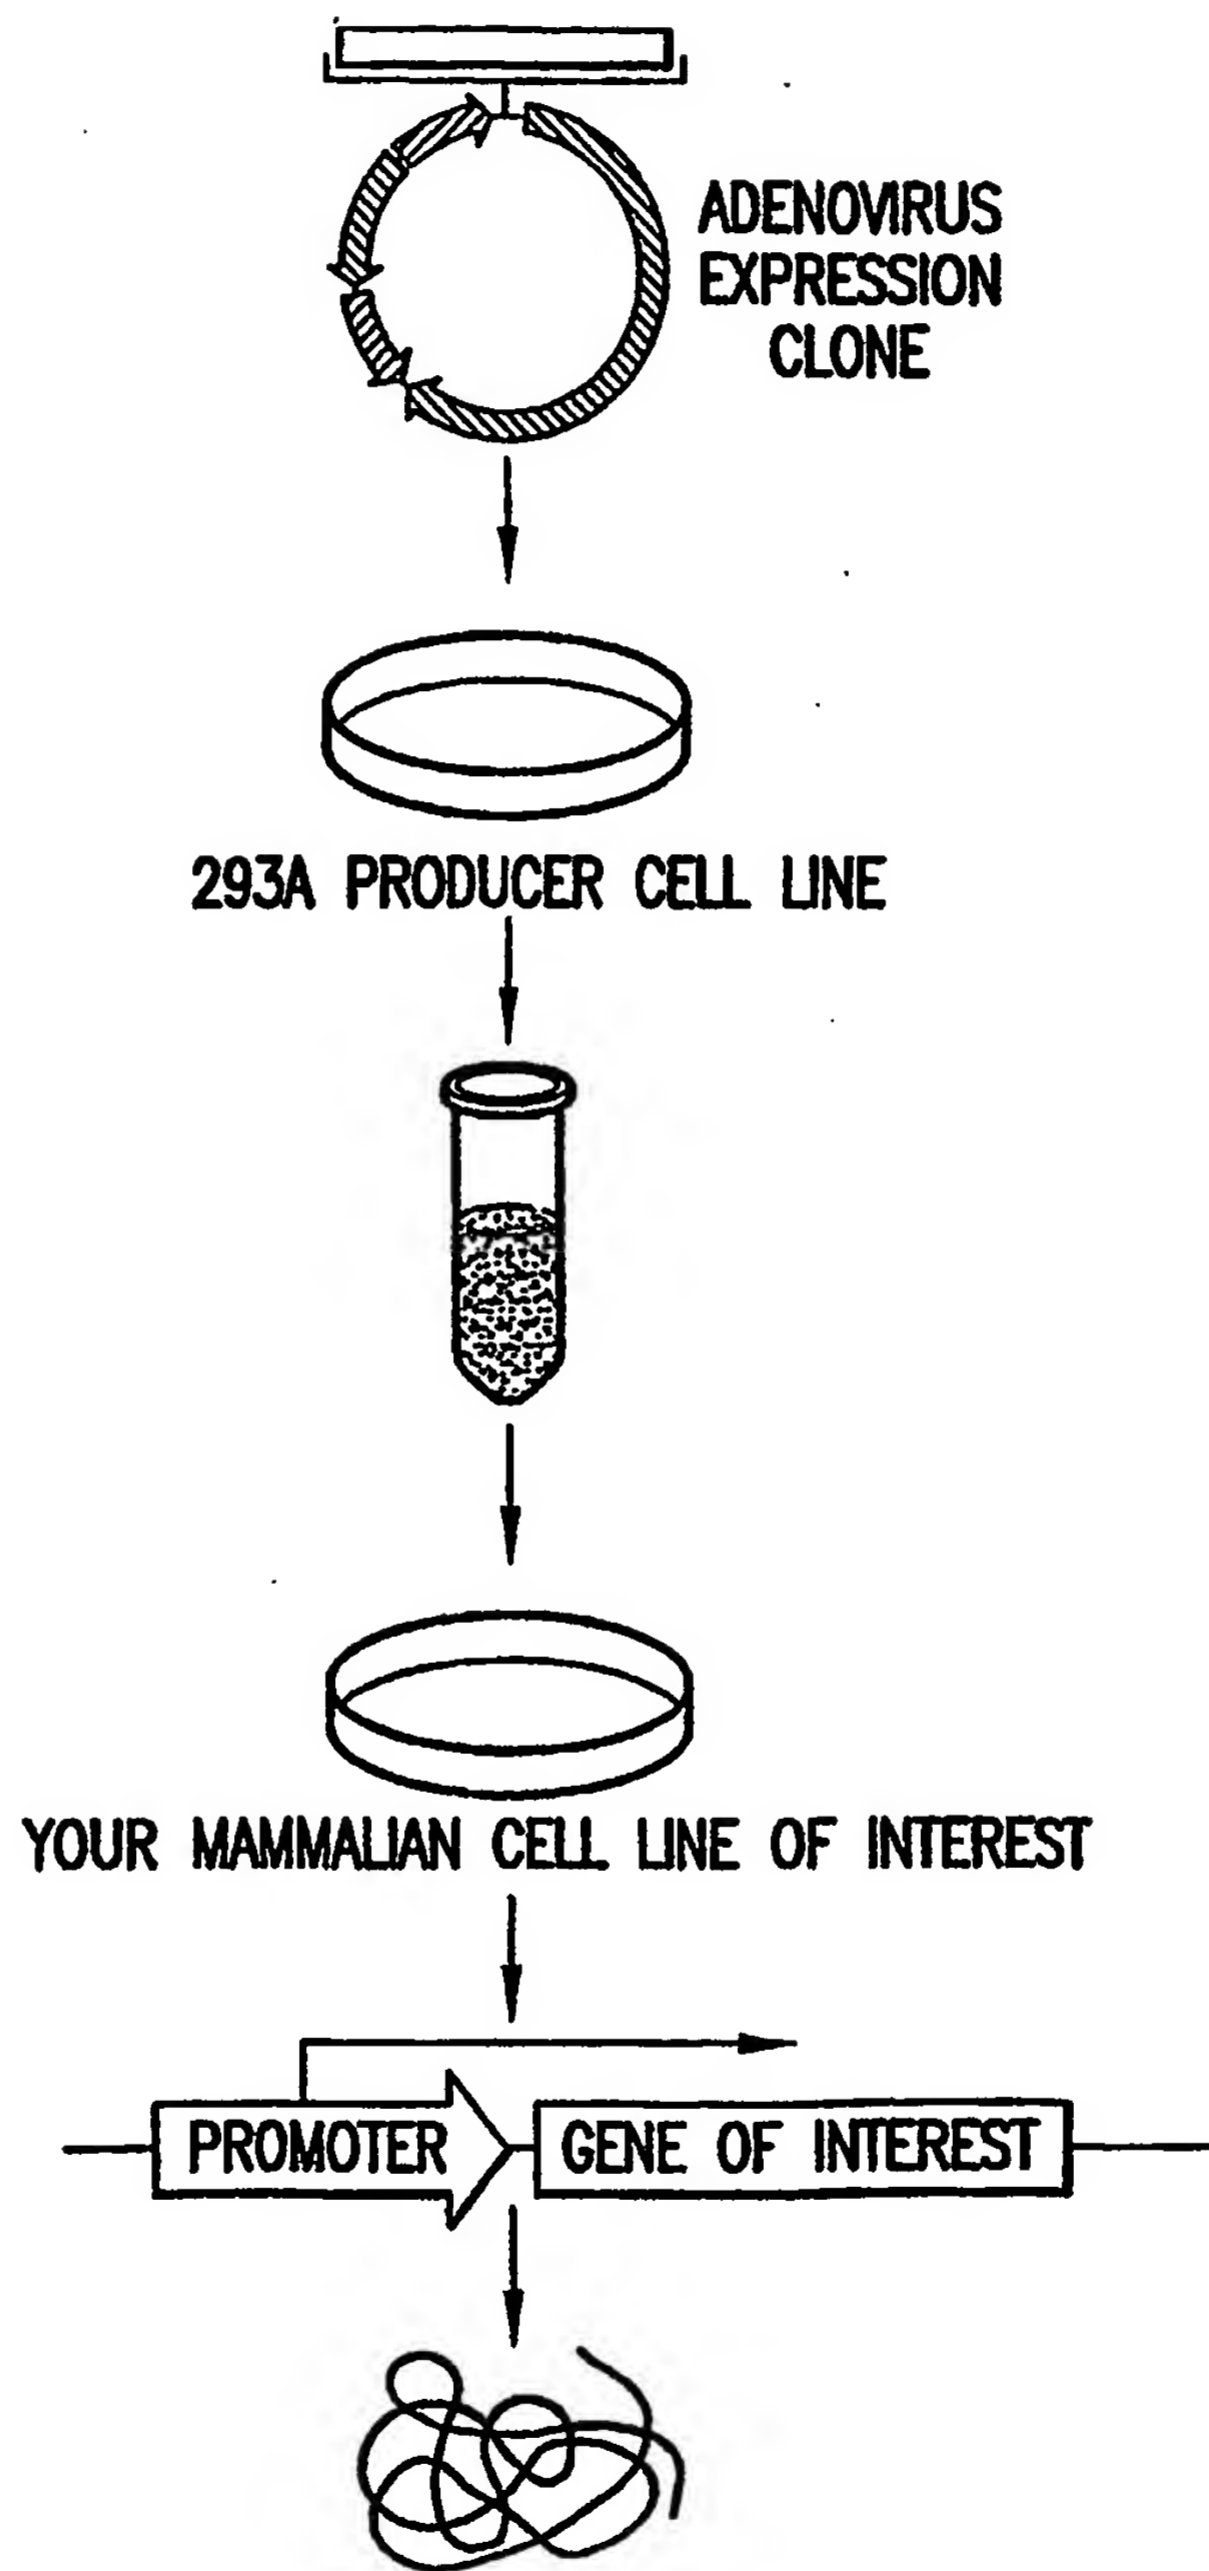 ADENOVIRUS
EXPRESSION
CLONE
293A PRODUCER CELL LINE
YOUR MAMMALIAN CELL LINE OF INTEREST
PROMOTER
GENE OF INTEREST